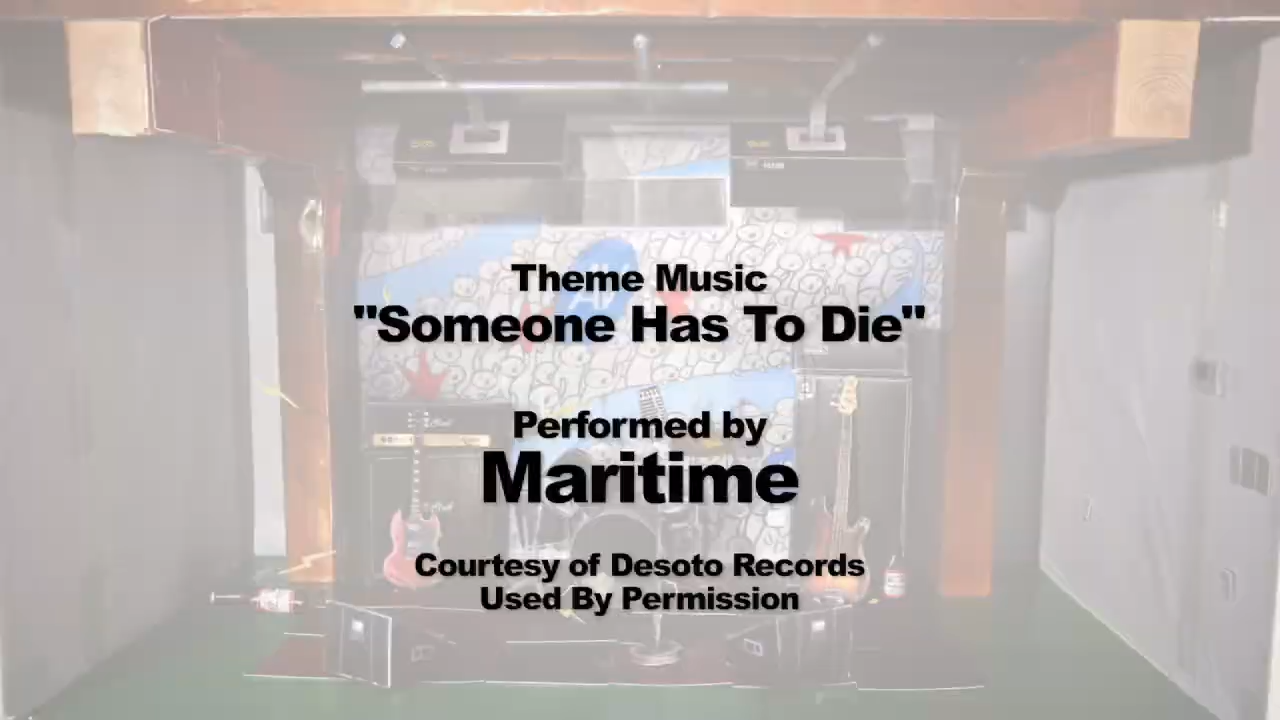 Theme Music
"Someone Has To Die"
Performed by
Maritime
Courtesy of Desoto Records
Used By Permission